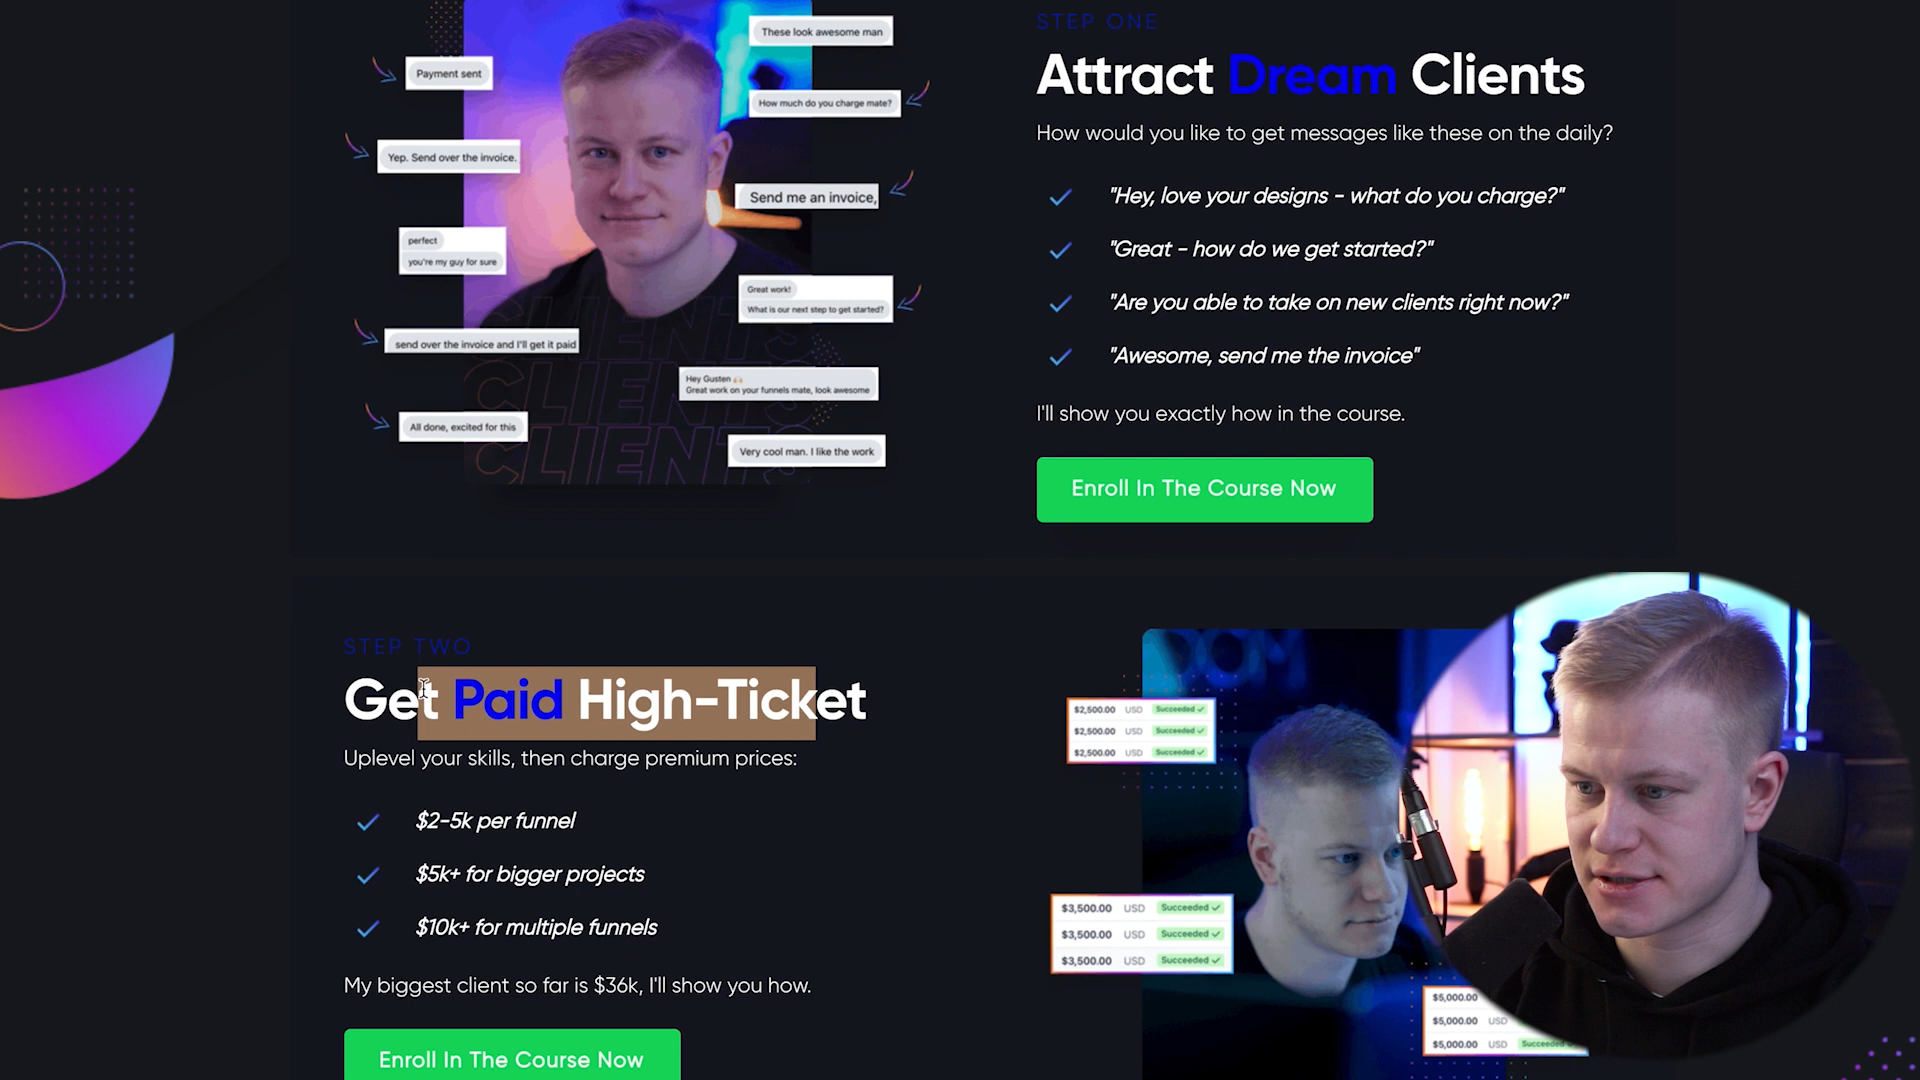 Payment sent
Yep. Send over the invoice.
perfect
you're my guy for sure
send over the invoice and I'll get it paid
All done, excited for this
These look awesome man
How much do you charge mate?
Send me an invoice,
Great work!
What is our next step to get started?
Hey Gusten 🙌🏻
Great work on your funnels mate, look awesome
Very cool man. I like the work
CLIENTS
CLIENTS
CLIENTS
STEP ONE
Attract Dream Clients
How would you like to get messages like these on the daily?
"Hey, love your designs - what do you charge?"
"Great - how do we get started?"
"Are you able to take on new clients right now?"
"Awesome, send me the invoice"
I'll show you exactly how in the course.
Enroll In The Course Now
STEP TWO
Get Paid High-Ticket
Uplevel your skills, then charge premium prices:
$2-5k per funnel
$5k+ for bigger projects
$10k+ for multiple funnels
My biggest client so far is $36k, I'll show you how.
Enroll In The Course Now
$2,500.00 USD Succeeded ✓
$2,500.00 USD Succeeded ✓
$2,500.00 USD Succeeded ✓
$3,500.00 USD Succeeded ✓
$3,500.00 USD Succeeded ✓
$3,500.00 USD Succeeded ✓
$5,000.00
$5,000.00 USD
$5,000.00 USD Succeeded